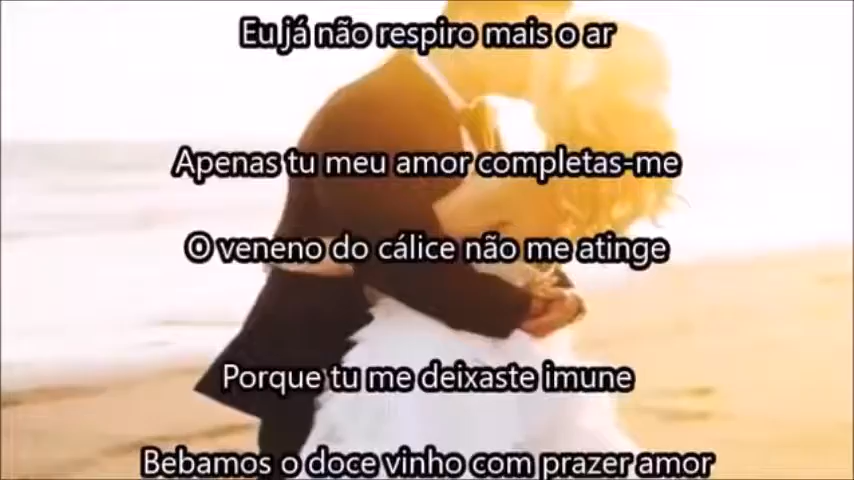 Eu já não respiro mais o ar
Apenas tu meu amor completas-me
O veneno do cálice não me atinge
Porque tu me deixaste imune
Bebamos o doce vinho com prazer amor